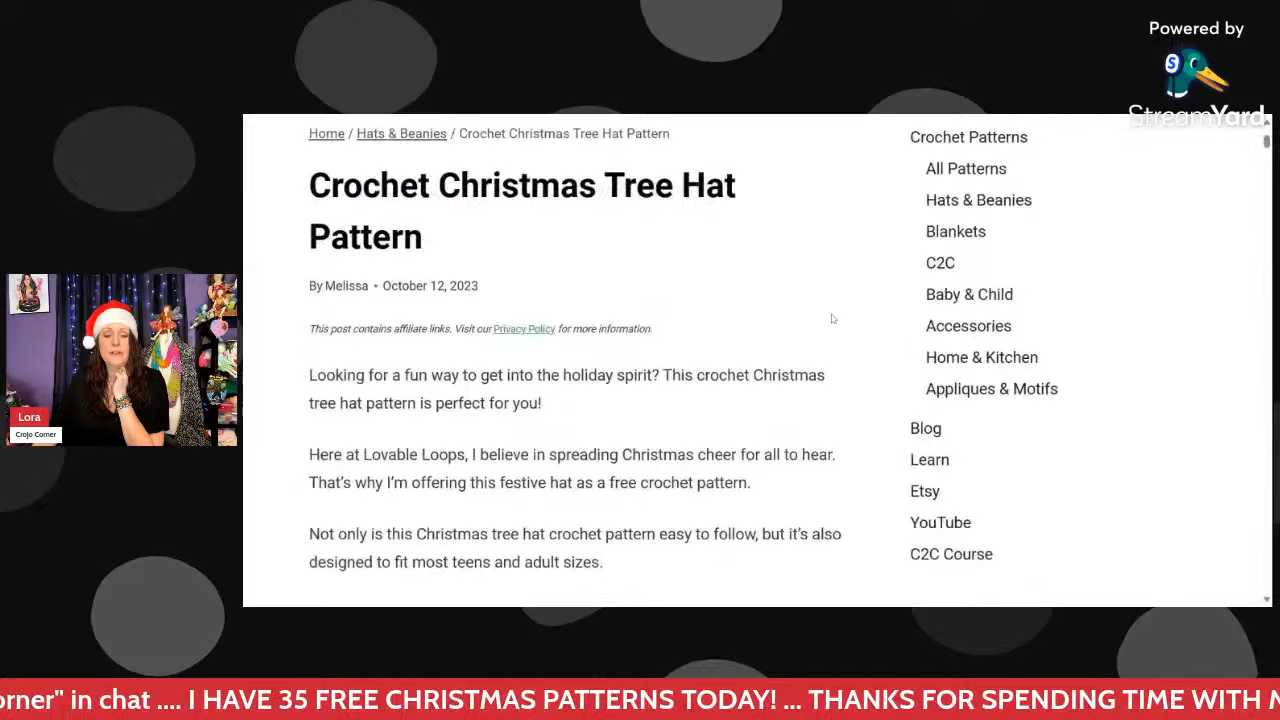 Powered by
S
StreamYard
Home / Hats & Beanies / Crochet Christmas Tree Hat Pattern
Crochet Christmas Tree Hat
Pattern
By Melissa • October 12, 2023
This post contains affiliate links. Visit our Privacy Policy for more information.
Looking for a fun way to get into the holiday spirit? This crochet Christmas
tree hat pattern is perfect for you!
Here at Lovable Loops, I believe in spreading Christmas cheer for all to hear.
That's why I'm offering this festive hat as a free crochet pattern.
Not only is this Christmas tree hat crochet pattern easy to follow, but it's also
designed to fit most teens and adult sizes.
Crochet Patterns
All Patterns
Hats & Beanies
Blankets
C2C
Baby & Child
Accessories
Home & Kitchen
Appliques & Motifs
Blog
Learn
Etsy
YouTube
C2C Course
Lora
Crojo Corner
orner" in chat .... I HAVE 35 FREE CHRISTMAS PATTERNS TODAY! ... THANKS FOR SPENDING TIME WITH M